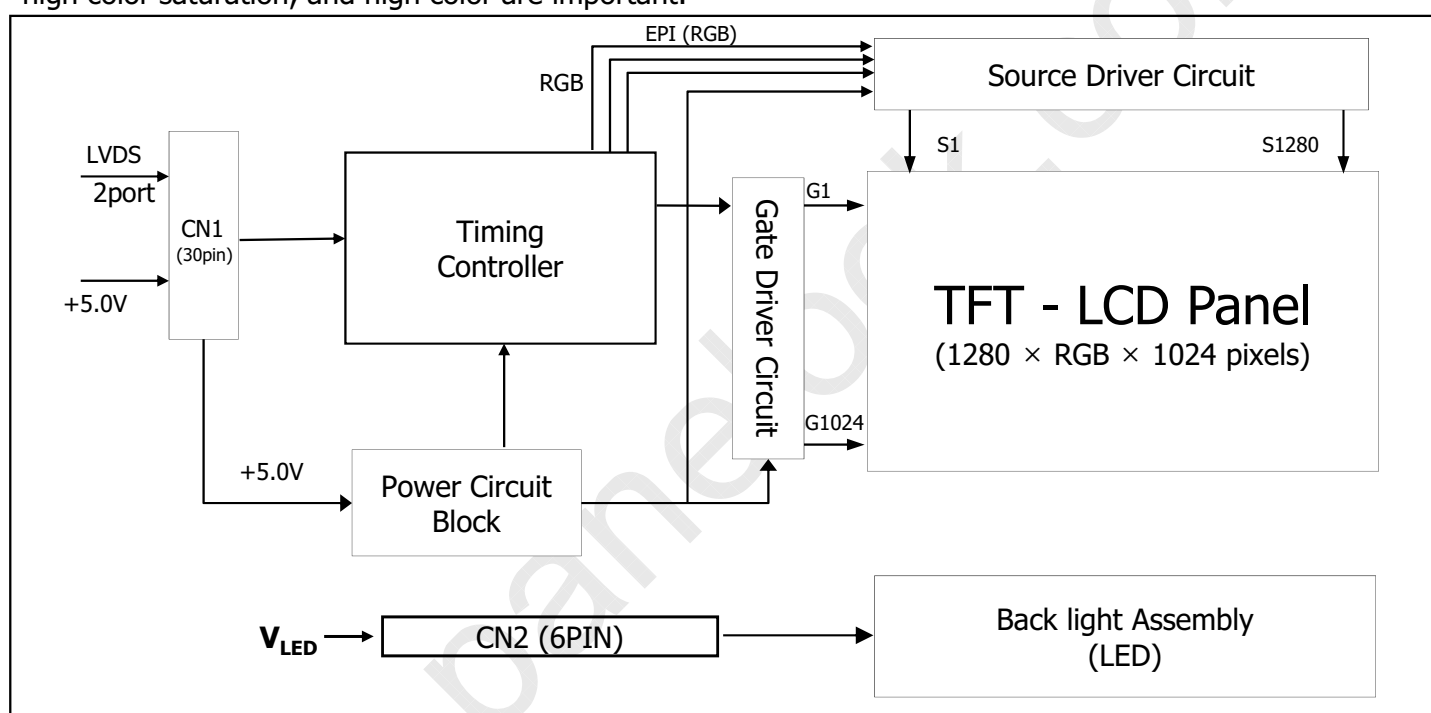 high color saturation, and high color are important.
EPI (RGB)
RGB
Source Driver Circuit
S1
S1280
LVDS
2port
CN1
(30pin)
+5.0V
Timing
Controller
Gate Driver Circuit
G1
G1024
TFT - LCD Panel
(1280 × RGB × 1024 pixels)
+5.0V
Power Circuit
Block
VLED
CN2 (6PIN)
Back light Assembly
(LED)